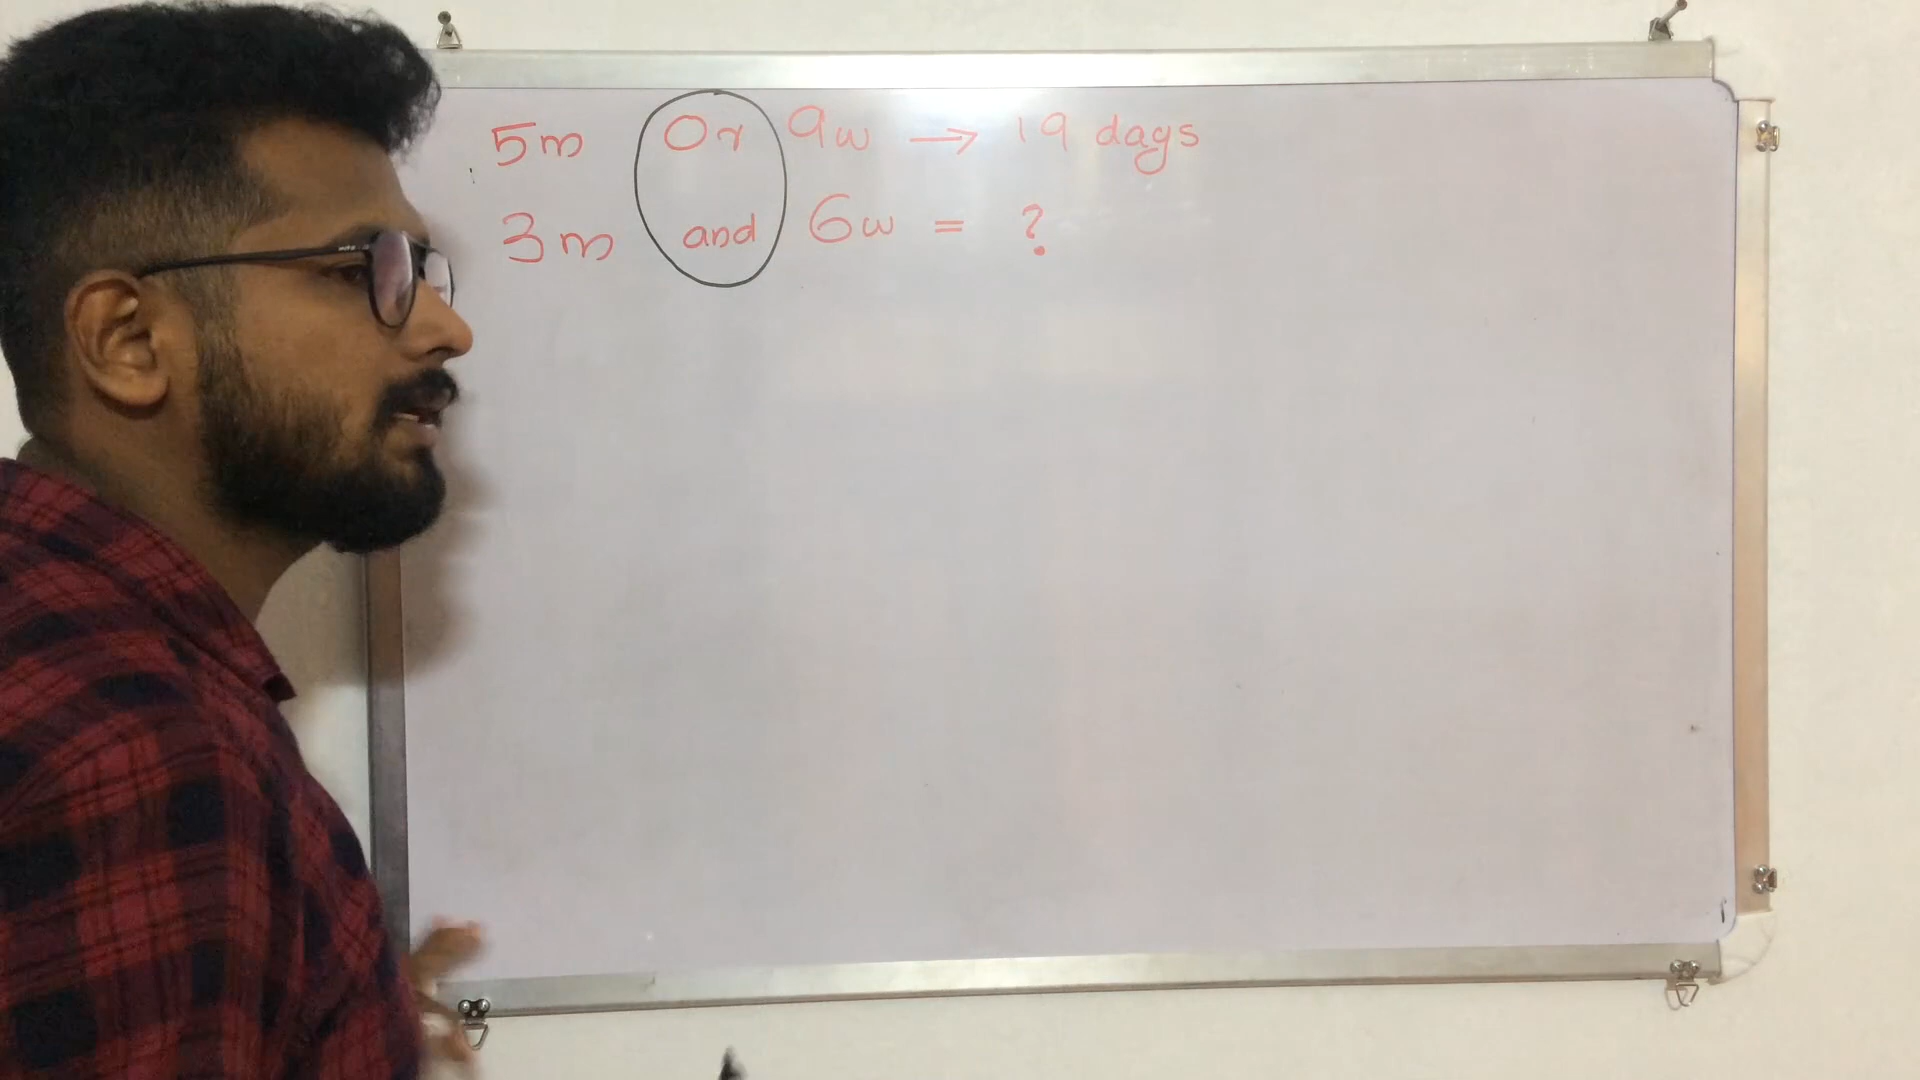 5m Or 9w → 19 days
3m and 6w = ?